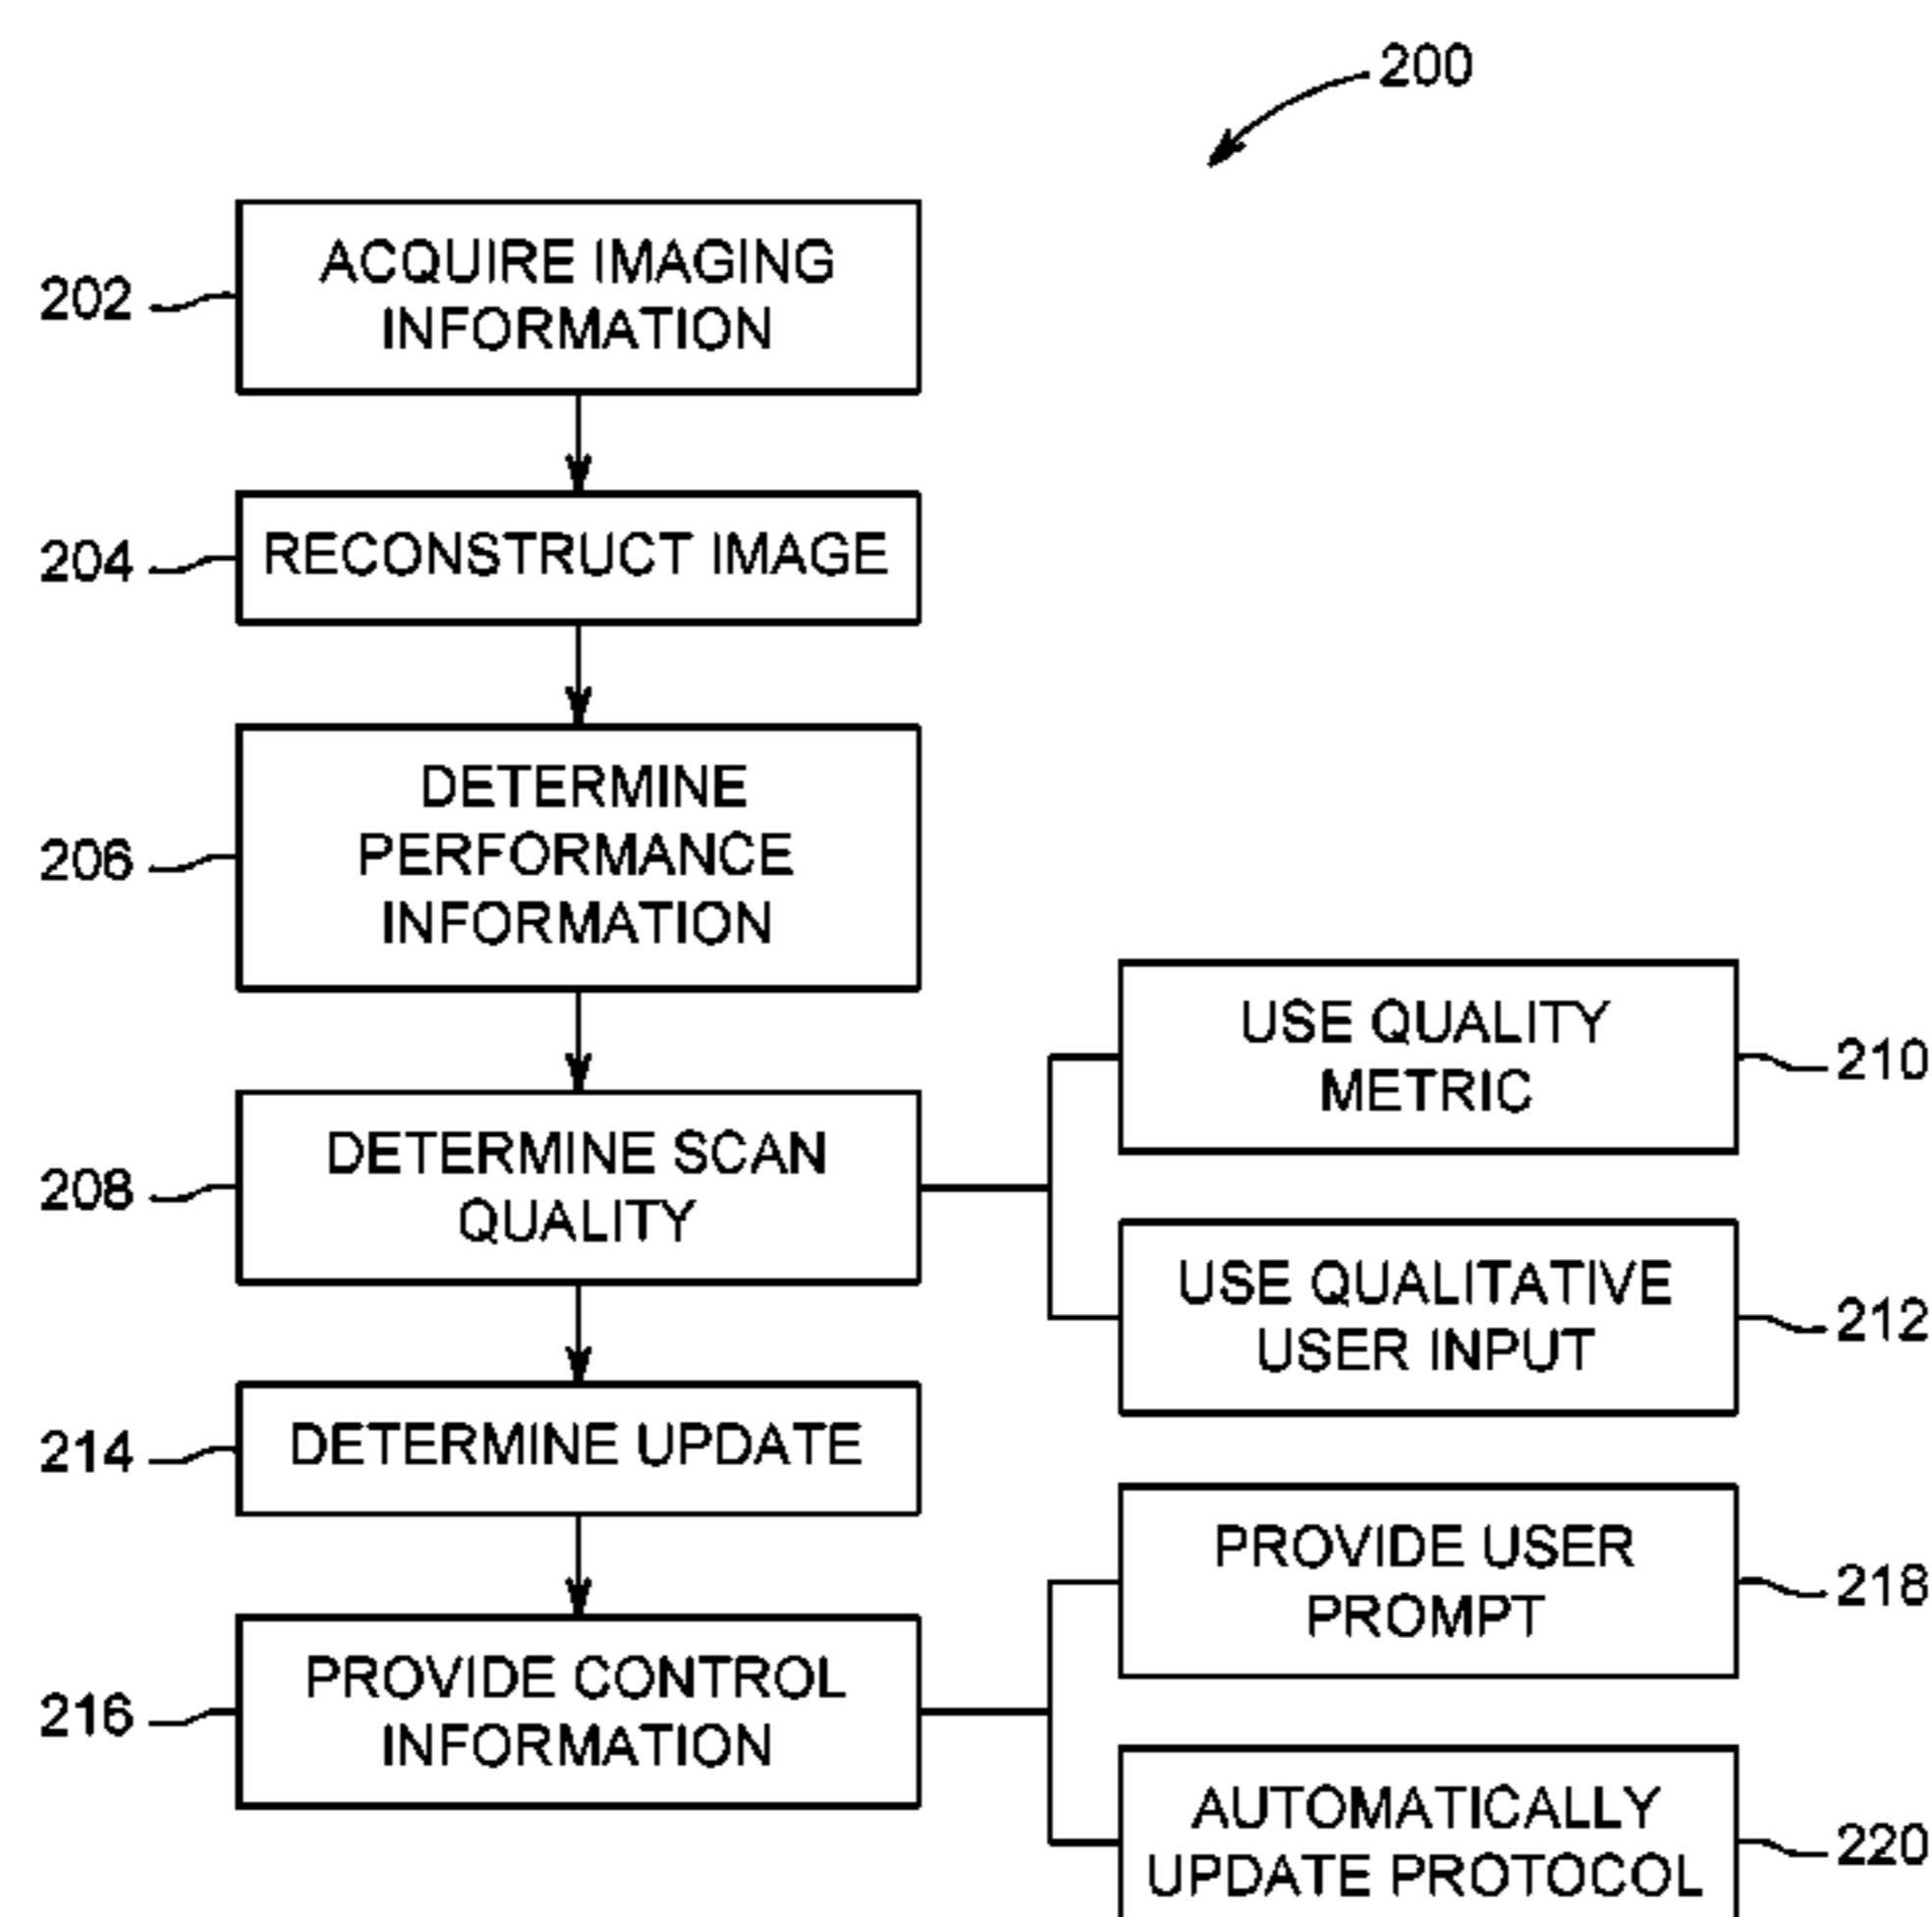 200
202
ACQUIRE IMAGING
INFORMATION
204
RECONSTRUCT IMAGE
206
DETERMINE
PERFORMANCE
INFORMATION
208
DETERMINE SCAN
QUALITY
USE QUALITY
METRIC
210
USE QUALITATIVE
USER INPUT
212
214
DETERMINE UPDATE
216
PROVIDE CONTROL
INFORMATION
PROVIDE USER
PROMPT
218
AUTOMATICALLY
UPDATE PROTOCOL
220